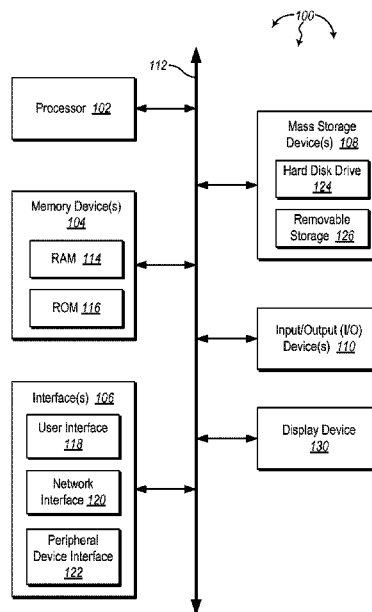 100
112
Processor 102
Memory Device(s)
104
RAM 114
ROM 116
Interface(s) 106
User Interface
118
Network
Interface 120
Peripheral
Device Interface
122
Mass Storage
Device(s) 108
Hard Disk Drive
124
Removable
Storage 126
Input/Output (I/O)
Device(s) 110
Display Device
130